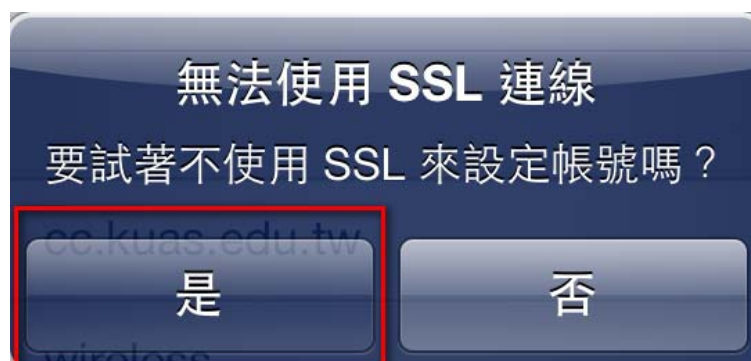 無法使用 SSL 連線
要試著不使用 SSL 來設定帳號嗎？
cc.kuas.edu.tw
是
否
wireless